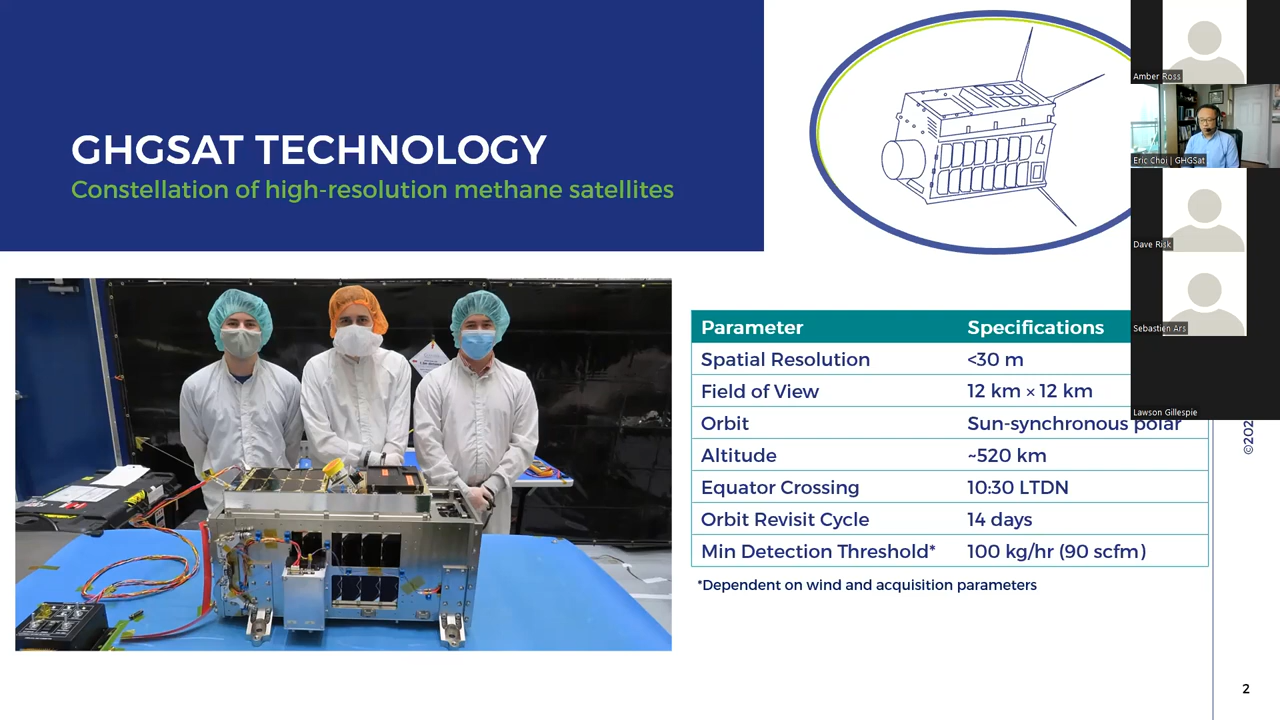 GHGSAT TECHNOLOGY
Constellation of high-resolution methane satellites
Parameter Specifications
Spatial Resolution <30 m
Field of View 12 km × 12 km
Orbit Sun-synchronous polar
Altitude ~520 km
Equator Crossing 10:30 LTDN
Orbit Revisit Cycle 14 days
Min Detection Threshold* 100 kg/hr (90 scfm)
*Dependent on wind and acquisition parameters
Amber Ross
Eric Choi | GHGSat
Dave Risk
Sebastien Ars
Lawson Gillespie
2